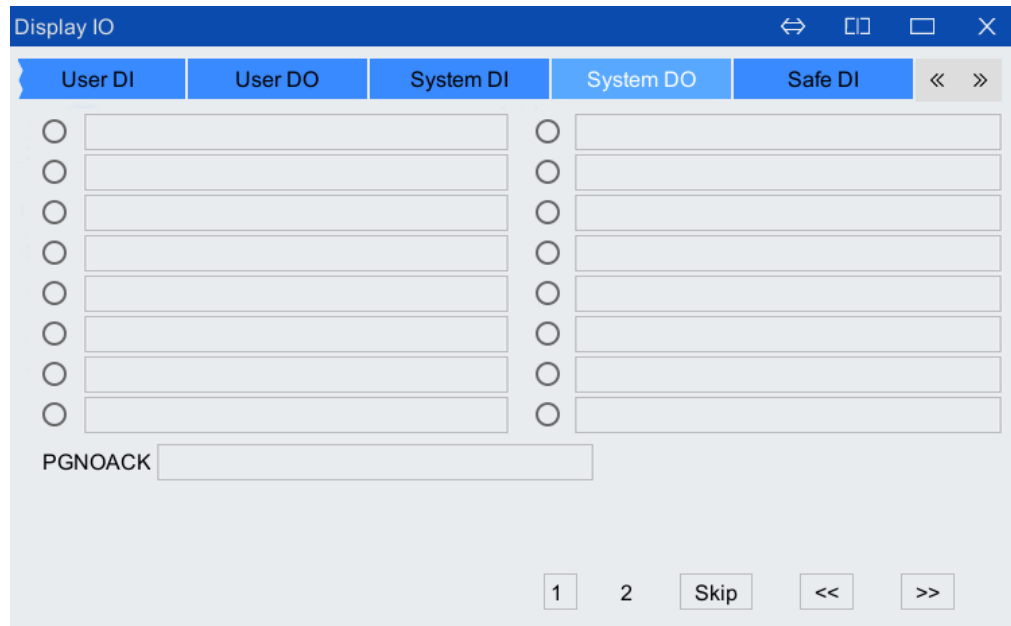 Display IO
User DI User DO System DI System DO Safe DI « »
PGNOACK
1 2 Skip << >>